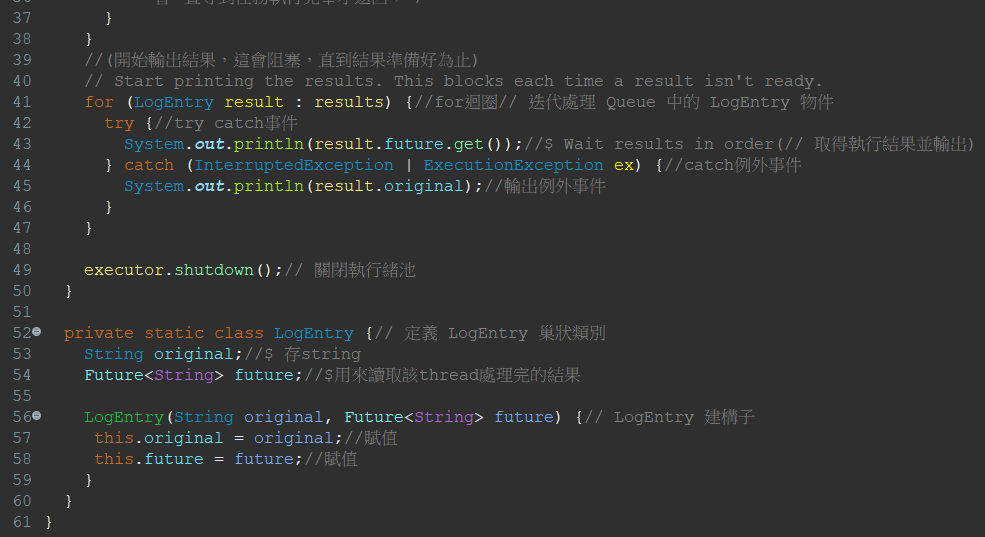 37 }
38 }
39 //(開始輸出結果，這會阻塞，直到結果準備好為止)
40 // Start printing the results. This blocks each time a result isn't ready.
41 for (LogEntry result : results) {//for迴圈// 迭代處理 Queue 中的 LogEntry 物件
42 try {//try catch事件
43 System.out.println(result.future.get());//$ Wait results in order(// 取得執行結果並輸出)
44 } catch (InterruptedException | ExecutionException ex) {//catch例外事件
45 System.out.println(result.original);//輸出例外事件
46 }
47 }
48
49 executor.shutdown();// 關閉執行緒池
50 }
51
52 private static class LogEntry {// 定義 LogEntry 巢狀類別
53 String original;//$ 存string
54 Future<String> future;//$用來讀取該thread處理完的結果
55
56 LogEntry(String original, Future<String> future) {// LogEntry 建構子
57 this.original = original;//賦值
58 this.future = future;//賦值
59 }
60 }
61 }